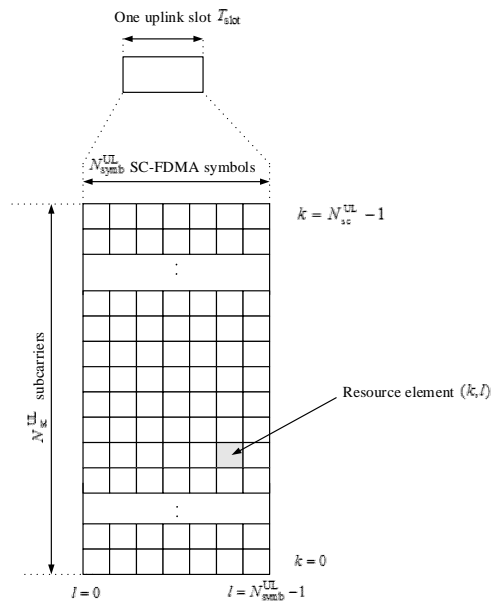 One uplink slot T_slot
N_symb^UL SC-FDMA symbols
k = N_sc^UL − 1
⋮
N_sc^UL subcarriers
Resource element (k, l)
⋮
k = 0
l = 0
l = N_symb^UL − 1